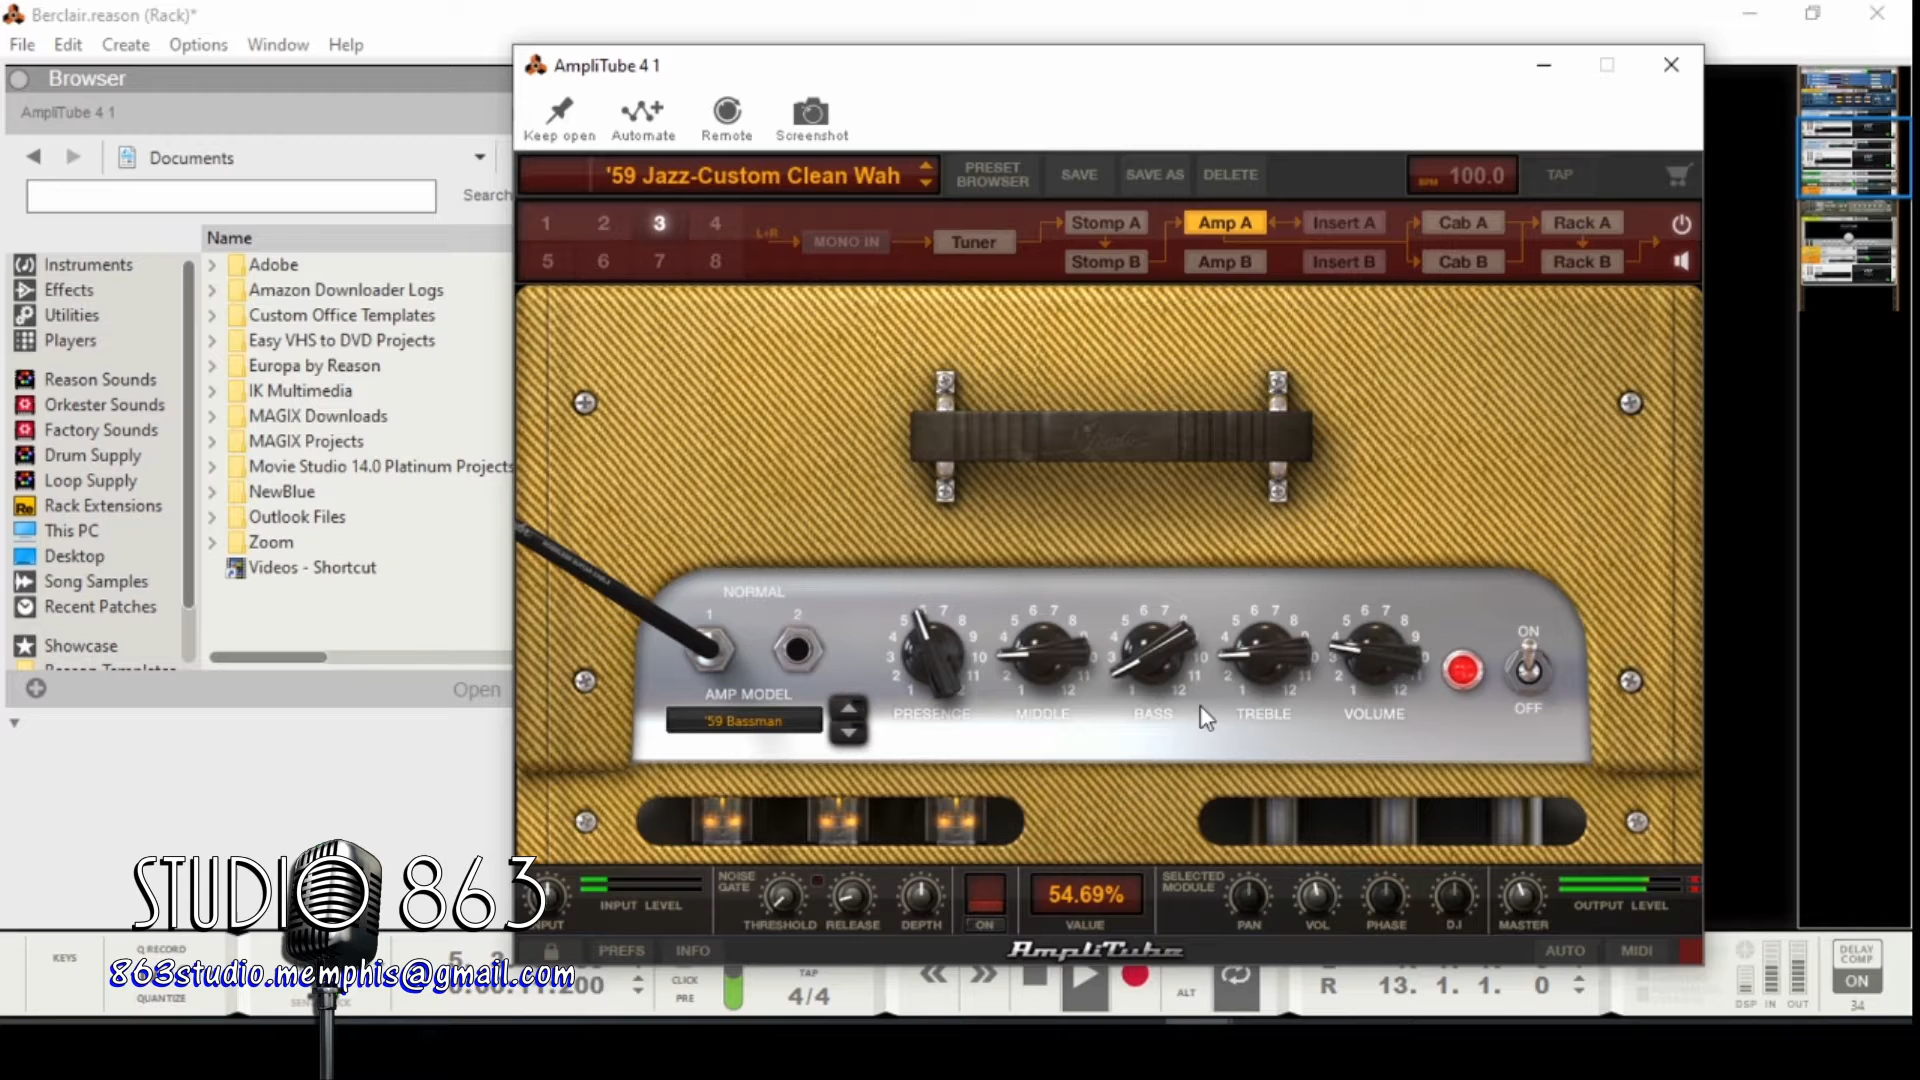 Berclair.reason (Rack)*
File Edit Create Options Window Help
Browser
AmpliTube 4 1
Documents
Search
Name
Instruments
Effects
Utilities
Players
Reason Sounds
Orkester Sounds
Factory Sounds
Drum Supply
Loop Supply
Rack Extensions
This PC
Desktop
Song Samples
Recent Patches
Showcase
Adobe
Amazon Downloader Logs
Custom Office Templates
Easy VHS to DVD Projects
Europa by Reason
IK Multimedia
MAGIX Downloads
MAGIX Projects
Movie Studio 14.0 Platinum Projects
NewBlue
Outlook Files
Zoom
Videos - Shortcut
Open
AmpliTube 4 1
Keep open Automate Remote Screenshot
'59 Jazz-Custom Clean Wah
PRESET BROWSER
SAVE SAVE AS DELETE
BPM 100.0 TAP
1 2 3 4
5 6 7 8
L+R MONO IN Tuner
Stomp A Amp A Insert A Cab A Rack A
Stomp B Amp B Insert B Cab B Rack B
NORMAL
1 2
AMP MODEL
'59 Bassman
PRESENCE MIDDLE BASS TREBLE VOLUME
ON
OFF
INPUT
INPUT LEVEL
NOISE GATE
THRESHOLD RELEASE DEPTH
ON
54.69%
VALUE
SELECTED MODULE
PAN VOL PHASE DJ MASTER
OUTPUT LEVEL
PREFS INFO
AmpliTube
AUTO MIDI
STUDIO 863
863studio.memphis@gmail.com
KEYS
Q RECORD
QUANTIZE
CLICK
PRE
TAP
4/4
ALT
R 13. 1. 1. 0
DSP IN OUT
DELAY COMP
ON
34